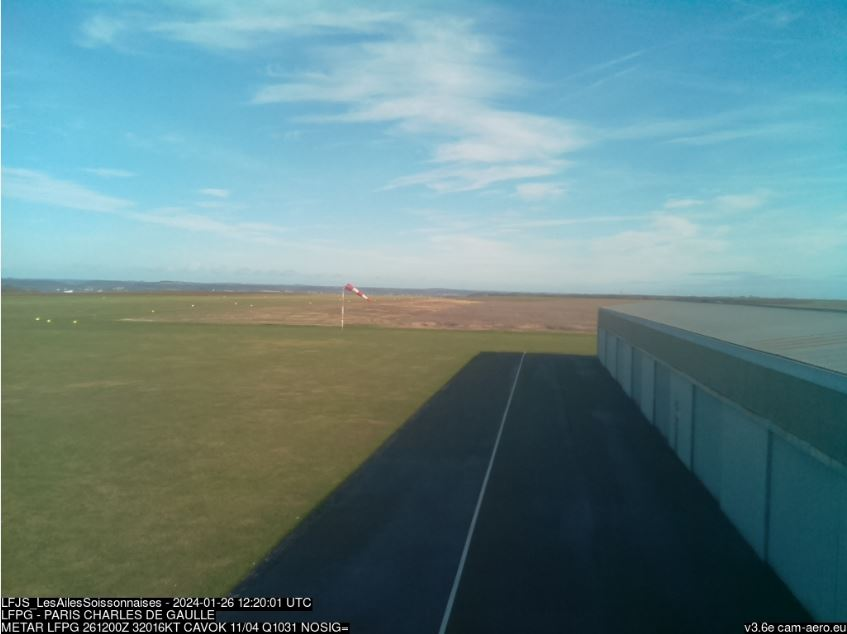 LFJS_LesAilesSoissonnaises - 2024-01-26 12:20:01 UTC
LFPG - PARIS CHARLES DE GAULLE
METAR LFPG 261200Z 32016KT CAVOK 11/04 Q1031 NOSIG=
v3.6e cam-aero.eu